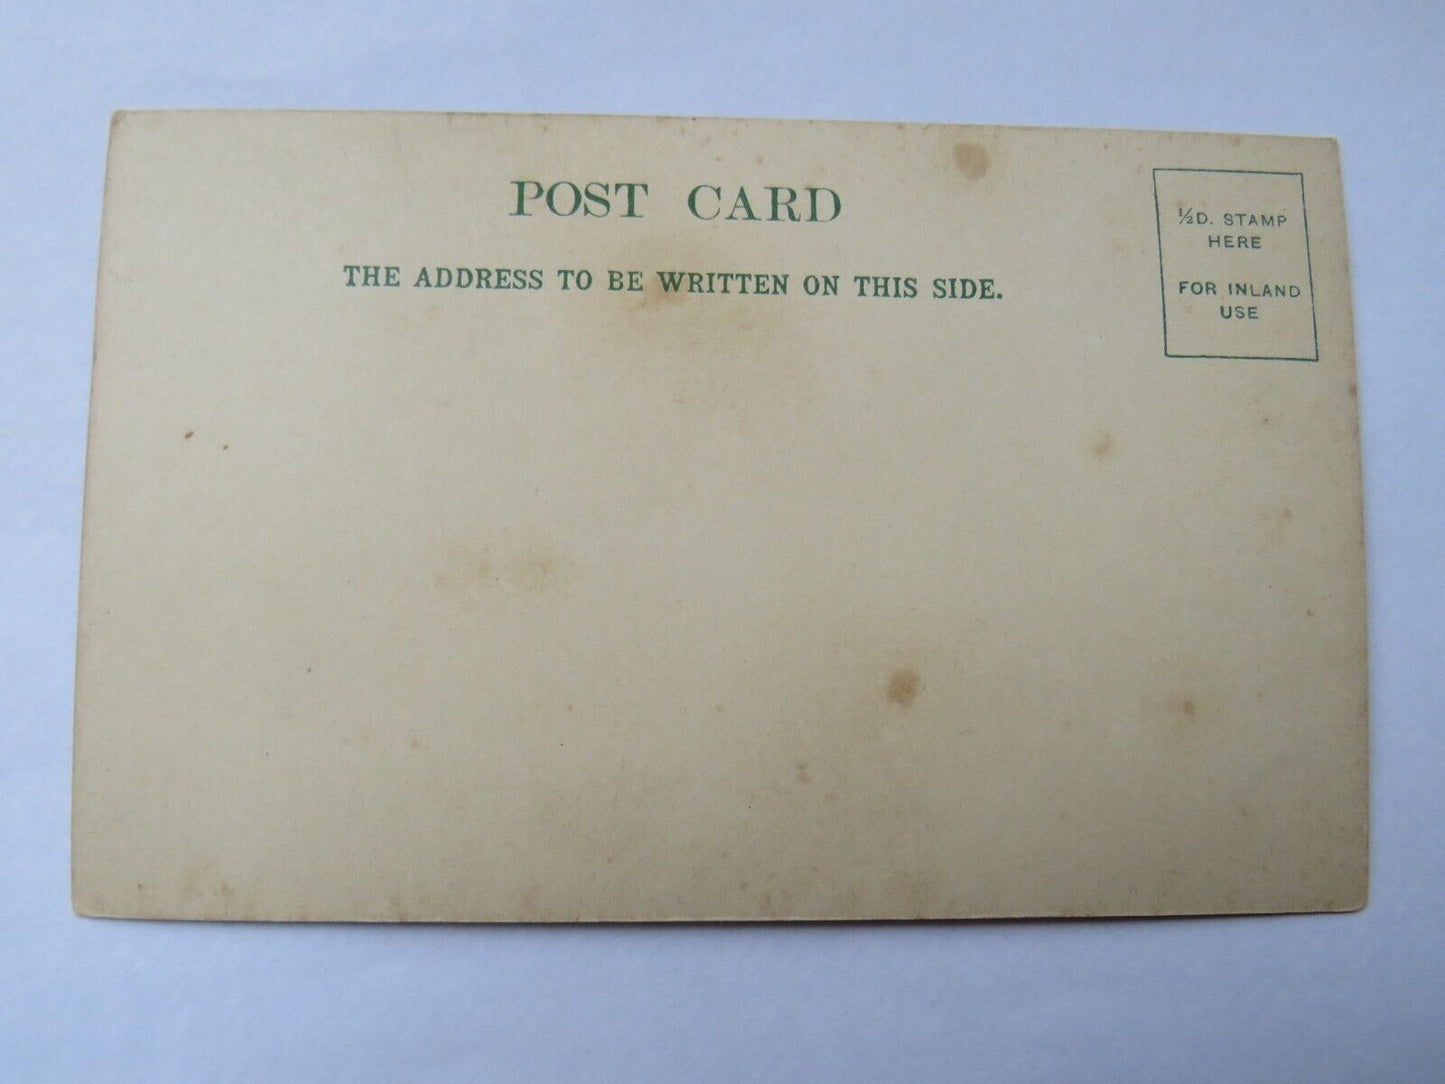 POST CARD
THE ADDRESS TO BE WRITTEN ON THIS SIDE.
½D. STAMP
HERE
FOR INLAND
USE